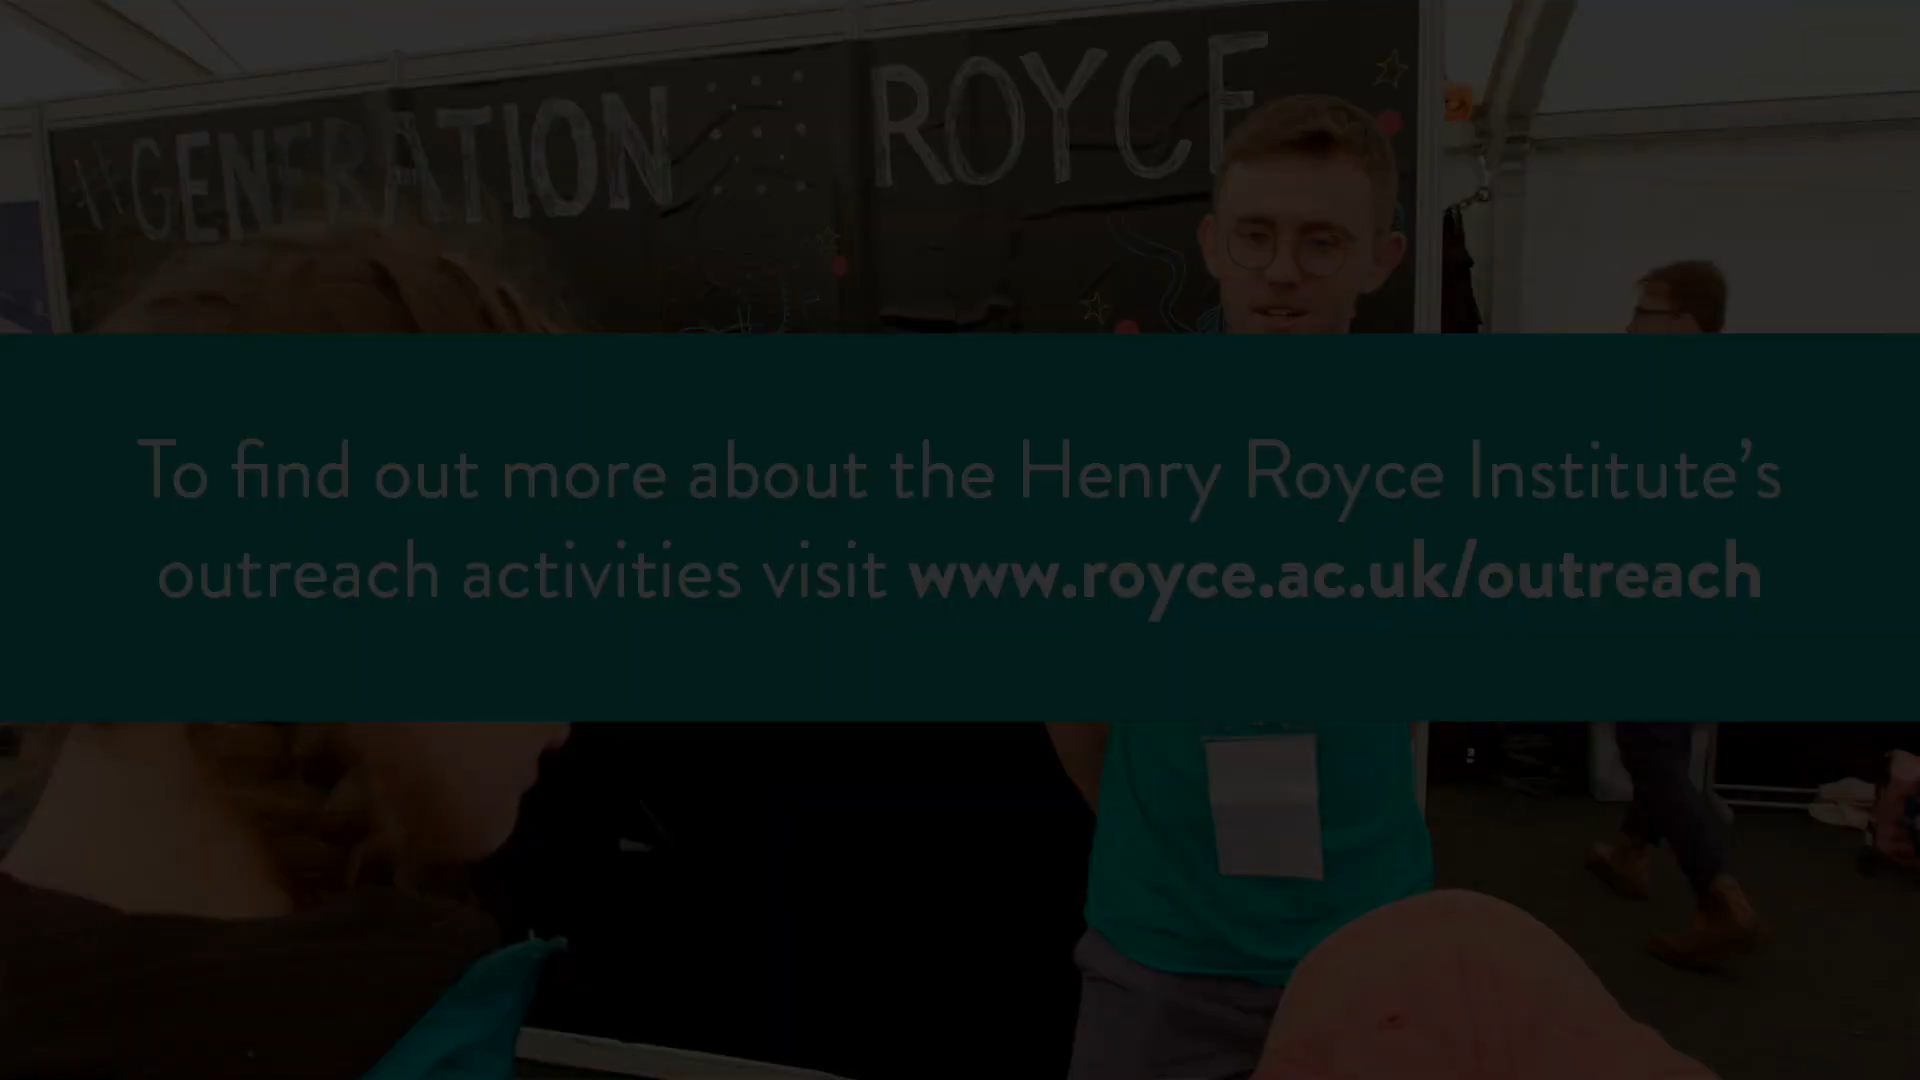 #GENERATION ROYCE
To find out more about the Henry Royce Institute’s
outreach activities visit www.royce.ac.uk/outreach